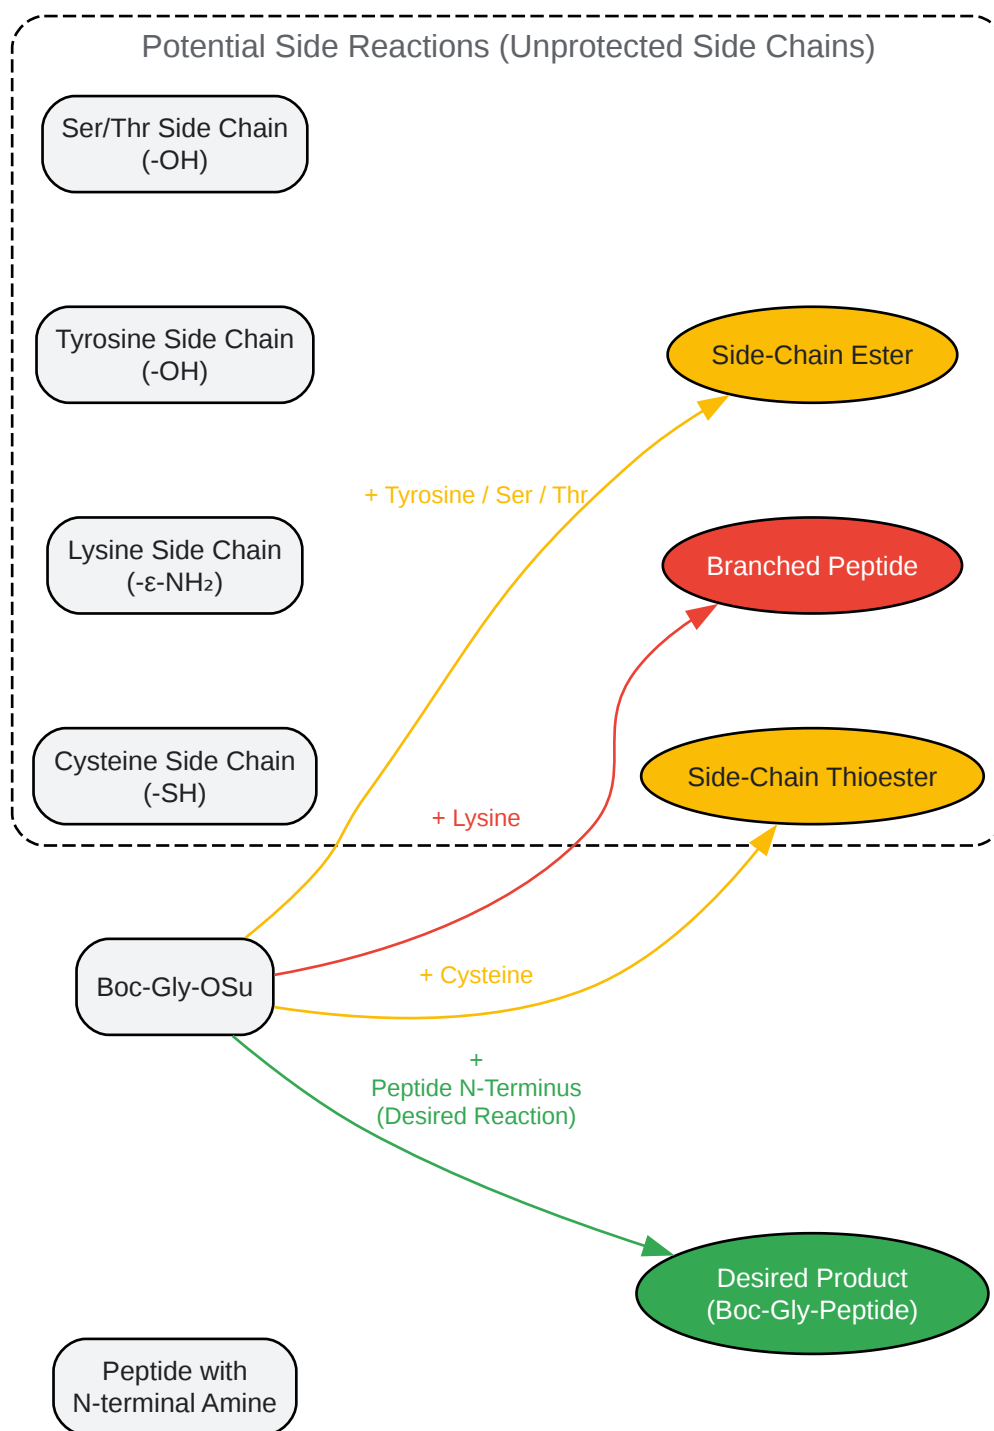 Potential Side Reactions (Unprotected Side Chains)
Ser/Thr Side Chain
(-OH)
Tyrosine Side Chain
(-OH)
Side-Chain Ester
+ Tyrosine / Ser / Thr
Lysine Side Chain
(-ε-NH₂)
Branched Peptide
Cysteine Side Chain
(-SH)
Side-Chain Thioester
+ Lysine
Boc-Gly-OSu
+ Cysteine
+
Peptide N-Terminus
(Desired Reaction)
Desired Product
(Boc-Gly-Peptide)
Peptide with
N-terminal Amine